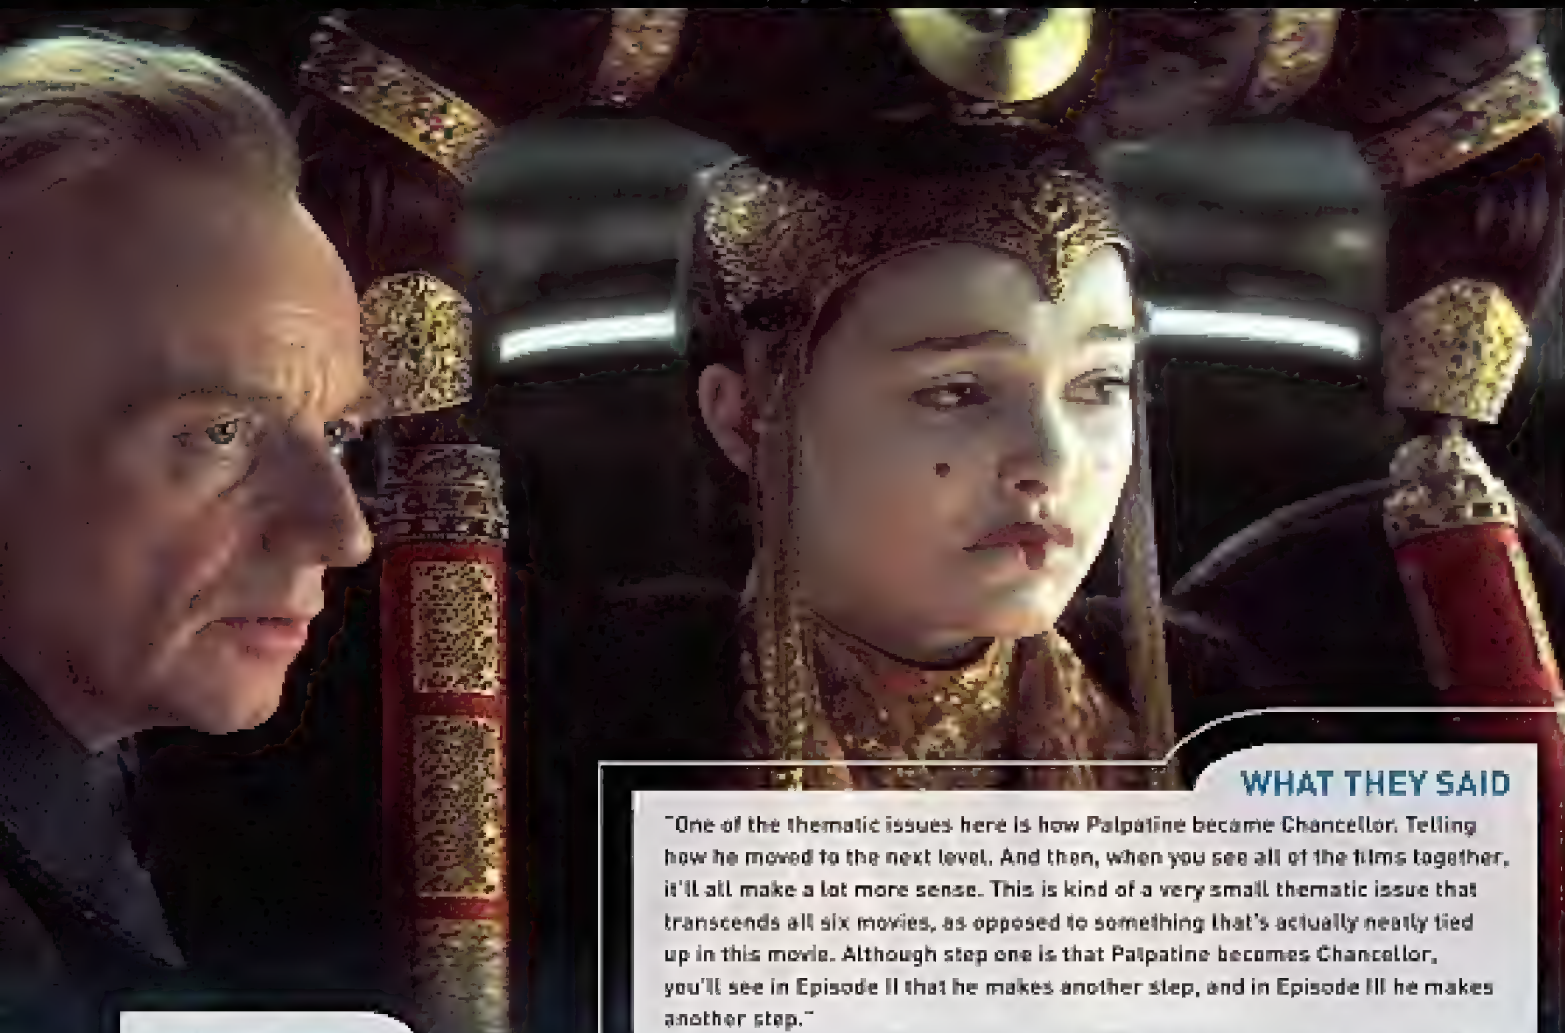 WHAT THEY SAID
"One of the thematic issues here is how Palpatine became Chancellor. Telling
how he moved to the next level. And then, when you see all of the films together,
it'll all make a lot more sense. This is kind of a very small thematic issue that
transcends all six movies, as opposed to something that's actually neatly tied
up in this movie. Although step one is that Palpatine becomes Chancellor,
you'll see in Episode II that he makes another step, and in Episode III he makes
another step."